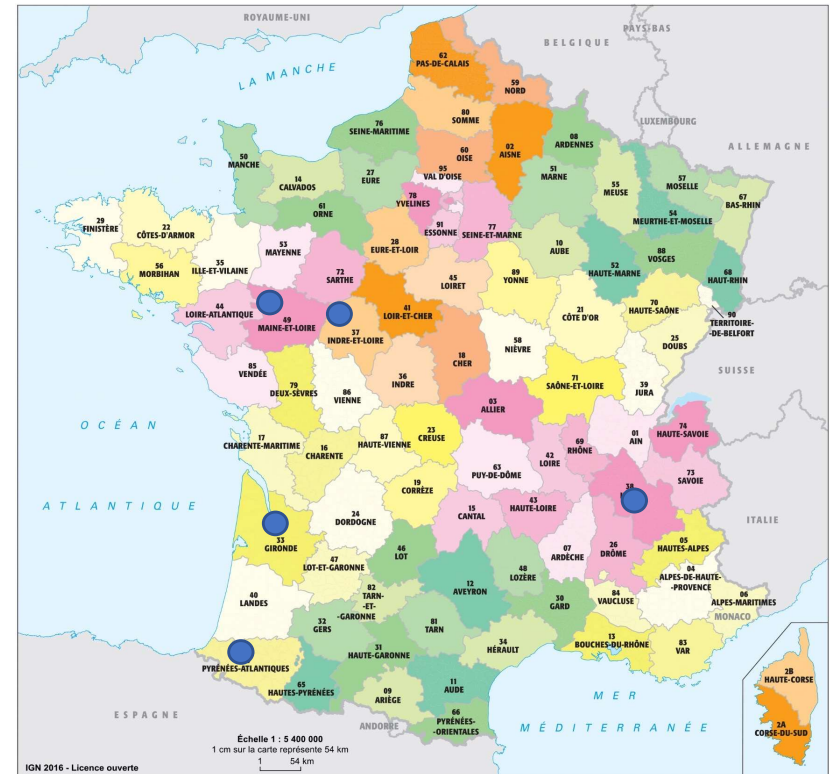 ROYAUME-UNI
PAYS-BAS
BELGIQUE
62
PAS-DE-CALAIS
LA MANCHE
59
NORD
80
SOMME
LUXEMBOURG
76
SEINE-MARITIME
02
AISNE
08
ARDENNES
ALLEMAGNE
60
OISE
50
MANCHE
95
VAL D'OISE
14
CALVADOS
27
EURE
51
MARNE
55
MEUSE
57
MOSELLE
67
BAS-RHIN
78
YVELINES
61
ORNE
54
MEURTHE-ET-MOSELLE
91
ESSONNE
77
SEINE-ET-MARNE
29
FINISTÈRE
22
CÔTES-D'ARMOR
28
EURE-ET-LOIR
10
AUBE
88
VOSGES
53
MAYENNE
35
ILLE-ET-VILAINE
56
MORBIHAN
72
SARTHE
52
HAUTE-MARNE
68
HAUT-RHIN
45
LOIRET
89
YONNE
44
LOIRE-ATLANTIQUE
49
MAINE-ET-LOIRE
41
LOIR-ET-CHER
21
CÔTE D'OR
70
HAUTE-SAÔNE
90
TERRITOIRE-
-DE-BELFORT
37
INDRE-ET-LOIRE
58
NIÈVRE
25
DOUBS
18
CHER
SUISSE
85
VENDÉE
79
DEUX-SÈVRES
86
VIENNE
36
INDRE
71
SAÔNE-ET-LOIRE
39
JURA
03
ALLIER
OCÉAN
ATLANTIQUE
17
CHARENTE-MARITIME
16
CHARENTE
87
HAUTE-VIENNE
23
CREUSE
01
AIN
74
HAUTE-SAVOIE
69
RHÔNE
42
LOIRE
63
PUY-DE-DÔME
73
SAVOIE
19
CORRÈZE
38
43
HAUTE-LOIRE
15
CANTAL
24
DORDOGNE
ITALIE
33
GIRONDE
05
HAUTES-ALPES
07
ARDÈCHE
26
DRÔME
46
LOT
47
LOT-ET-GARONNE
48
LOZÈRE
04
ALPES-DE-HAUTE-
-PROVENCE
12
AVEYRON
40
LANDES
82
TARN-
-ET-
-GARONNE
30
GARD
84
VAUCLUSE
06
ALPES-MARITIMES
MONACO
32
GERS
81
TARN
34
HÉRAULT
13
BOUCHES-DU-RHÔNE
83
VAR
31
HAUTE-GARONNE
PYRÉNÉES-ATLANTIQUES
65
HAUTES-PYRÉNÉES
09
ARIÈGE
11
AUDE
2B
HAUTE-CORSE
MER
MÉDITERRANÉE
ESPAGNE
ANDORRE
66
PYRÉNÉES-
-ORIENTALES
2A
CORSE-DU-SUD
Échelle 1 : 5 400 000
1 cm sur la carte représente 54 km
1 54 km
IGN 2016 - Licence ouverte